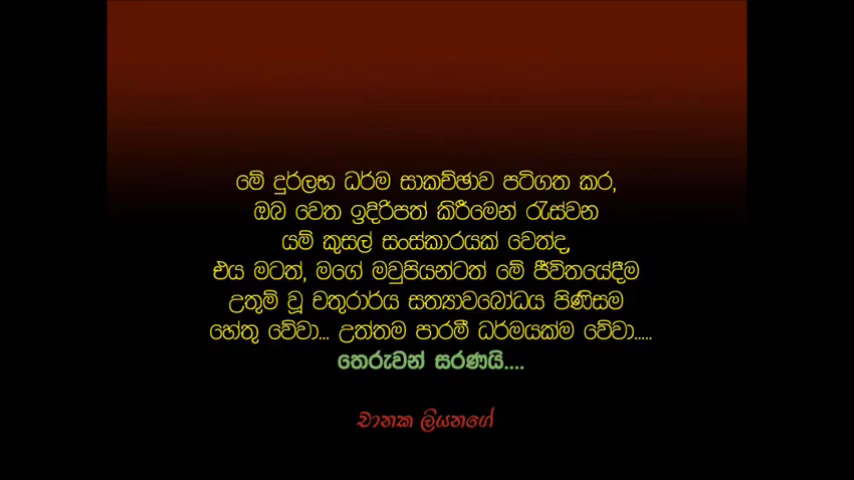 මේ දුර්ලභ ධර්ම සාකච්ඡාව පටිගත කර,
ඔබ වෙත ඉදිරිපත් කිරීමෙන් රැස්වන
යම් කුසල් සංස්කාරයක් වෙත්ද,
එය මටත්, මගේ මවුපියන්ටත් මේ ජීවිතයේදීම
උතුම් වූ චතුරාර්ය සත්‍යාවබෝධය පිණිසම
හේතු වේවා... උත්තම පාරමී ධර්මයක්ම වේවා.....
තෙරුවන් සරණයි....
චානක ලියනගේ